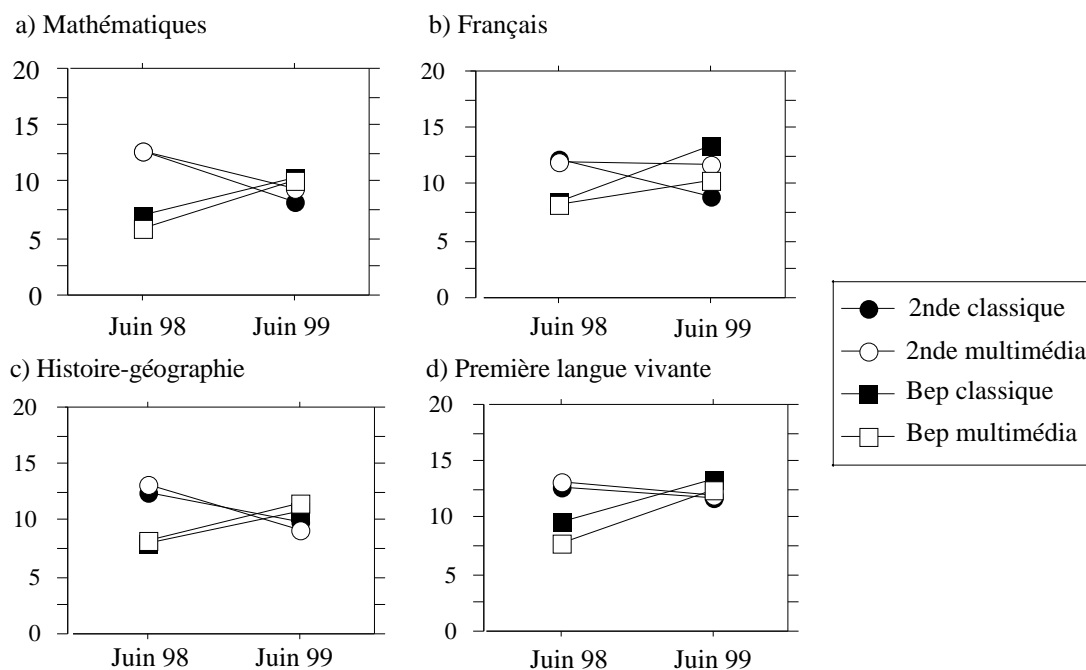 a) Mathématiques
20
15
10
5
0
Juin 98 Juin 99
b) Français
20
15
10
5
0
Juin 98 Juin 99
c) Histoire-géographie
20
15
10
5
0
Juin 98 Juin 99
d) Première langue vivante
20
15
10
5
0
Juin 98 Juin 99
2nde classique
2nde multimédia
Bep classique
Bep multimédia